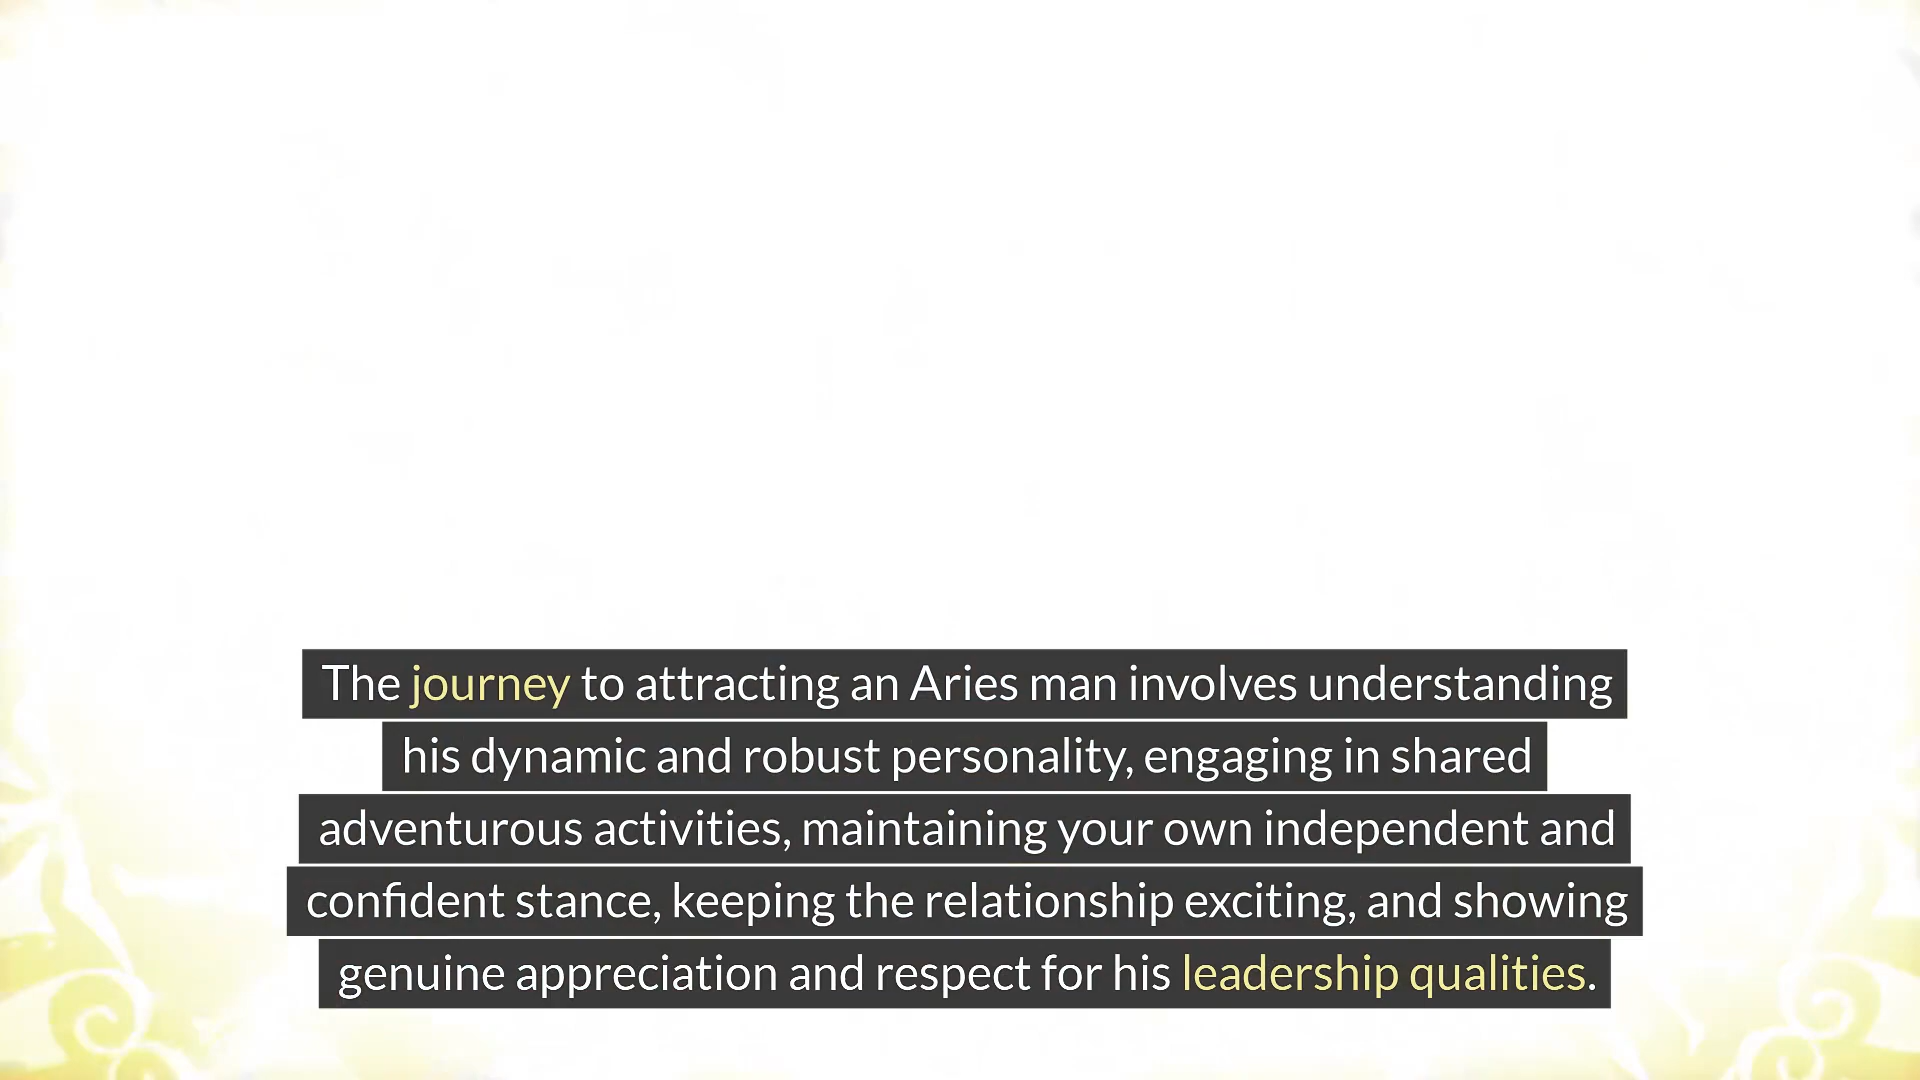 The journey to attracting an Aries man involves understanding
his dynamic and robust personality, engaging in shared
adventurous activities, maintaining your own independent and
confident stance, keeping the relationship exciting, and showing
genuine appreciation and respect for his leadership qualities.